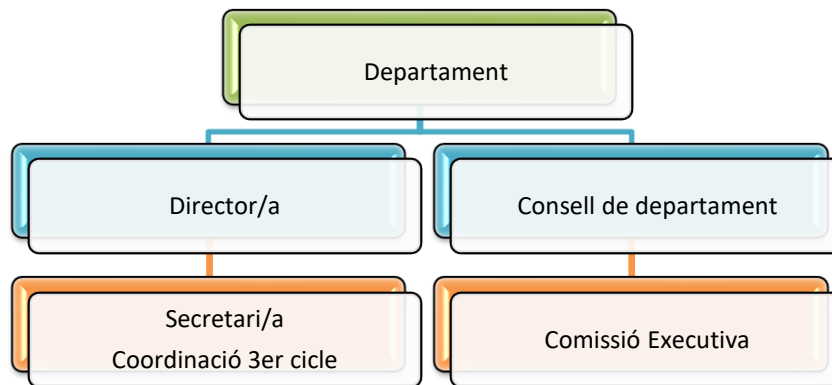 Departament
Director/a
Consell de departament
Secretari/a
Coordinació 3er cicle
Comissió Executiva